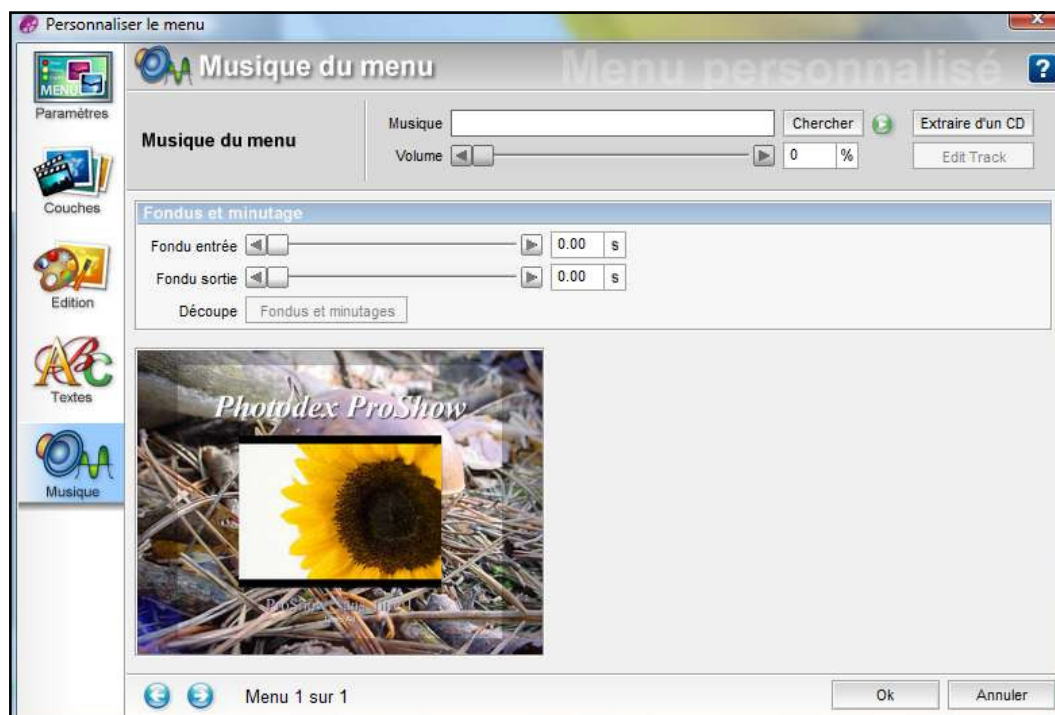 Personnaliser le menu
x
MENU
Paramètres
Couches
Edition
ABC
Textes
Musique
Musique du menu
Menu personnalisé
?
Musique du menu
Musique
Chercher
Extraire d'un CD
Volume
0
%
Edit Track
Fondus et minutage
Fondu entrée
0.00
s
Fondu sortie
0.00
s
Découpe
Fondus et minutages
Photodex ProShow
Menu 1 sur 1
Ok
Annuler